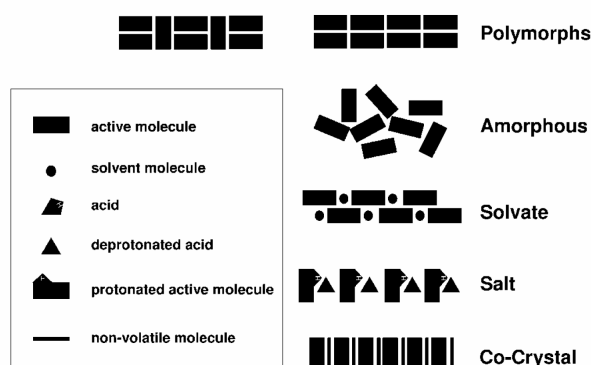 Polymorphs
active molecule
Amorphous
solvent molecule
acid
Solvate
deprotonated acid
protonated active molecule
Salt
non-volatile molecule
Co-Crystal